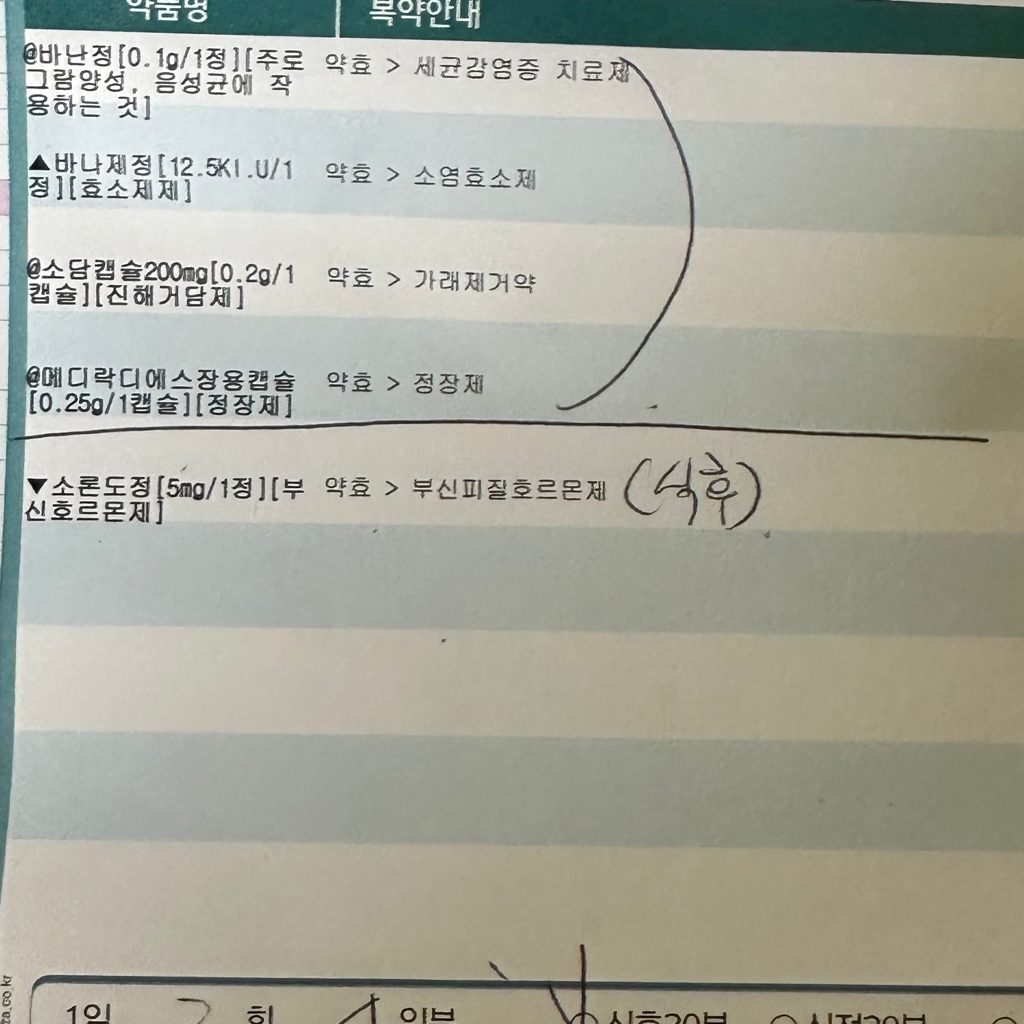 약품명 복약안내
@바난정[0.1g/1정][주로 약효 > 세균감염증 치료제
그람양성, 음성균에 작
용하는 것]
▲바나제정[12.5KI.U/1 약효 > 소염효소제
정][효소제제]
@소담캡슐200mg[0.2g/1 약효 > 가래제거약
캡슐][진해거담제]
@메디락디에스장용캡슐 약효 > 정장제
[0.25g/1캡슐][정장제]
▼소론도정[5mg/1정][부 약효 > 부신피질호르몬제 (식후)
신호르몬제]
1일 회 일분 식후30분 식전30분